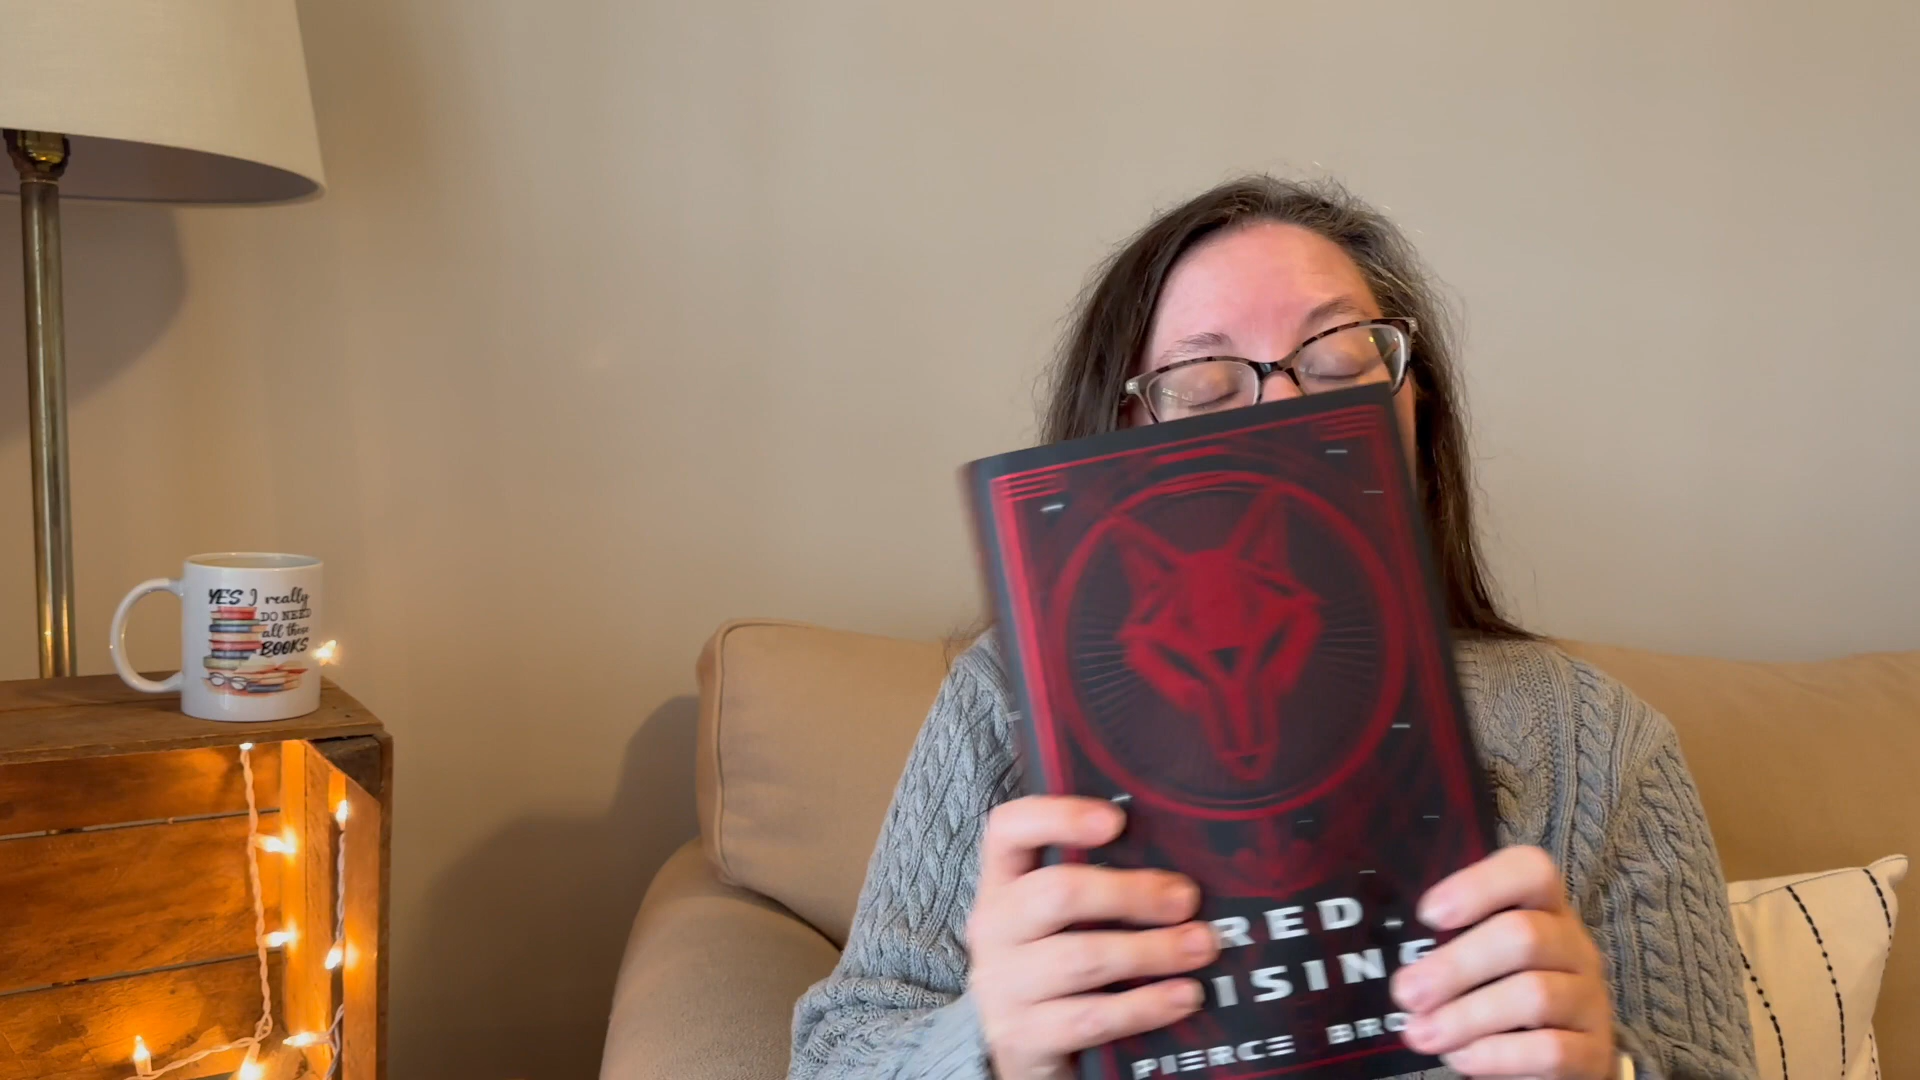 YES I really
DO NEED
all these
BOOKS
RED
ISING
PIERCE BRO